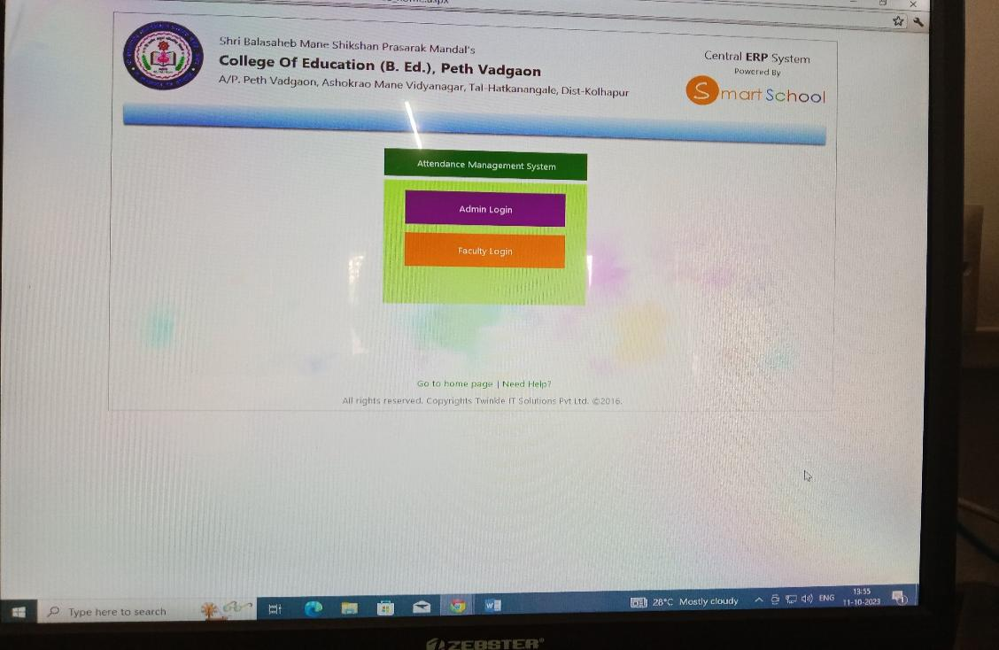 Shri Balasaheb Mane Shikshan Prasarak Mandal's
College Of Education (B. Ed.), Peth Vadgaon
A/P. Peth Vadgaon, Ashokrao Mane Vidyanagar, Tal-Hatkanangale, Dist-Kolhapur
Central ERP System
Powered By
Smart School
Attendance Management System
Admin Login
Faculty Login
Go to home page | Need Help?
All rights reserved. Copyrights Twinkle IT Solutions Pvt Ltd. ©2016.
Type here to search
28°C Mostly cloudy
ENG
13:55
11-10-2023
ZEBSTER